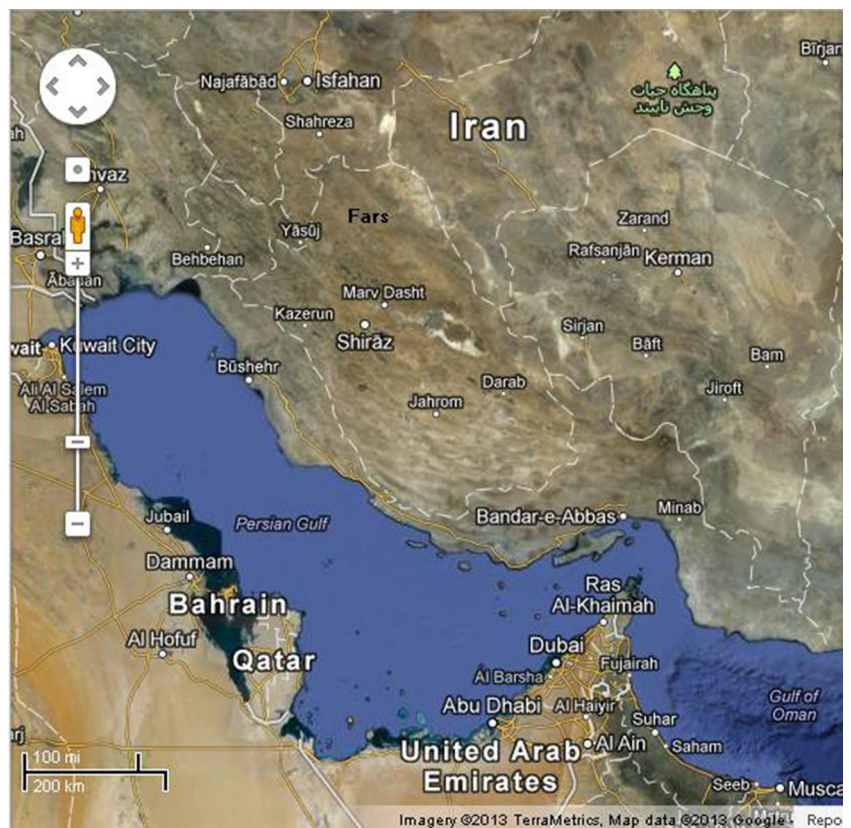 Bīrjan
Najafābād
Isfahan
پناهگاه حیات
وحش نایبند
Shahreza
Iran
hvaz
Fars
Zarand
Basrah
Yāsūj
Behbehan
Rafsanjān
Kerman
Ābādān
Marv Dasht
Kazerun
Shirāz
Sirjan
Bāft
Bam
wait
Kuwait City
Būshehr
Ali Al Salem
Al Sabah
Darab
Jahrom
Jiroft
Jubail
Persian Gulf
Bandar-e-Abbas
Minab
Dammam
Bahrain
Ras
Al-Khaimah
Al Hofuf
Qatar
Dubai
Fujairah
Al Barsha
Abu Dhabi
Al Haiyir
Gulf of
Oman
Suhar
United Arab
Emirates
Al Ain
Saham
100 mi
200 km
Seeb
Musca
Imagery ©2013 TerraMetrics, Map data ©2013 Google - Repo